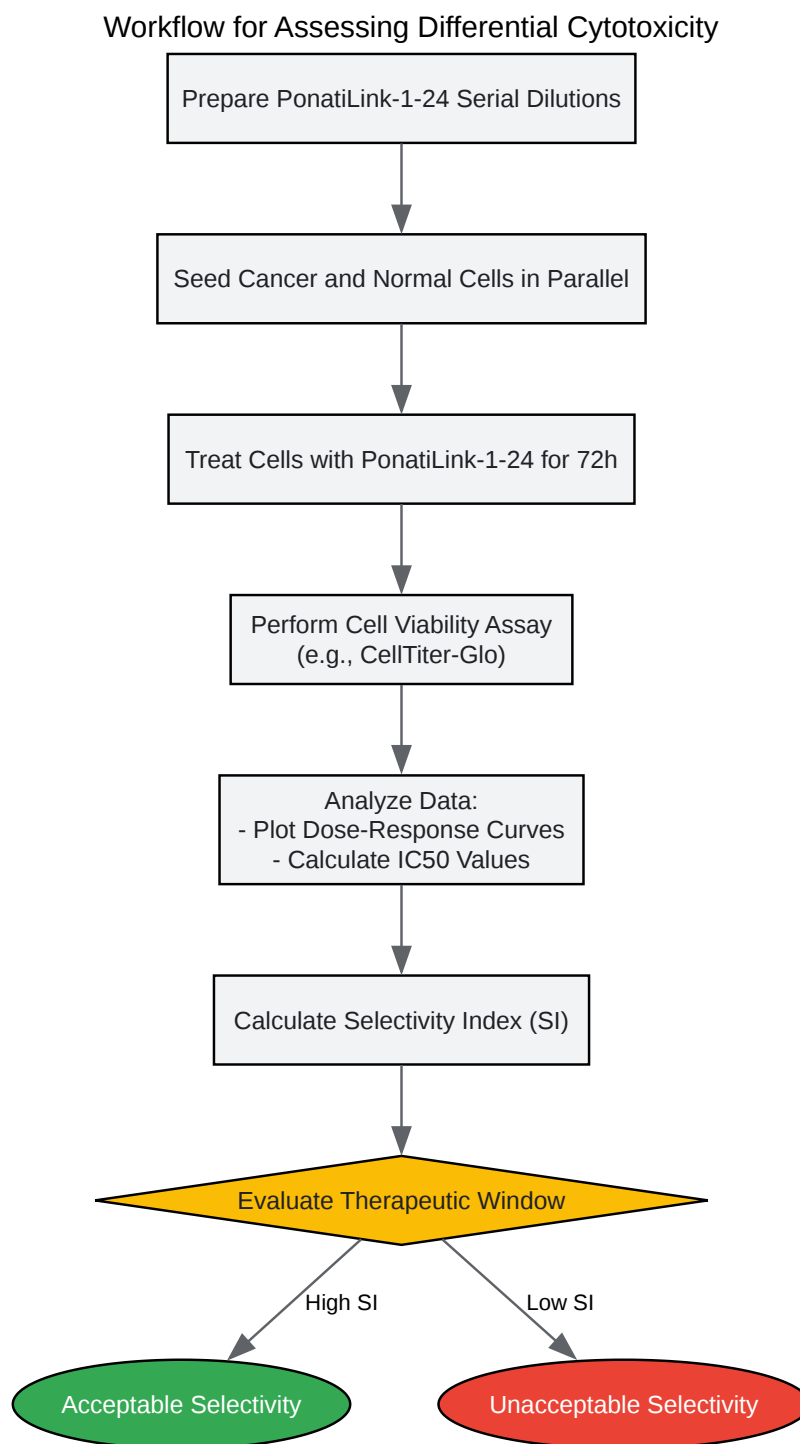 Workflow for Assessing Differential Cytotoxicity
Prepare PonatiLink-1-24 Serial Dilutions
Seed Cancer and Normal Cells in Parallel
Treat Cells with PonatiLink-1-24 for 72h
Perform Cell Viability Assay
(e.g., CellTiter-Glo)
Analyze Data:
- Plot Dose-Response Curves
- Calculate IC50 Values
Calculate Selectivity Index (SI)
Evaluate Therapeutic Window
High SI
Low SI
Acceptable Selectivity
Unacceptable Selectivity